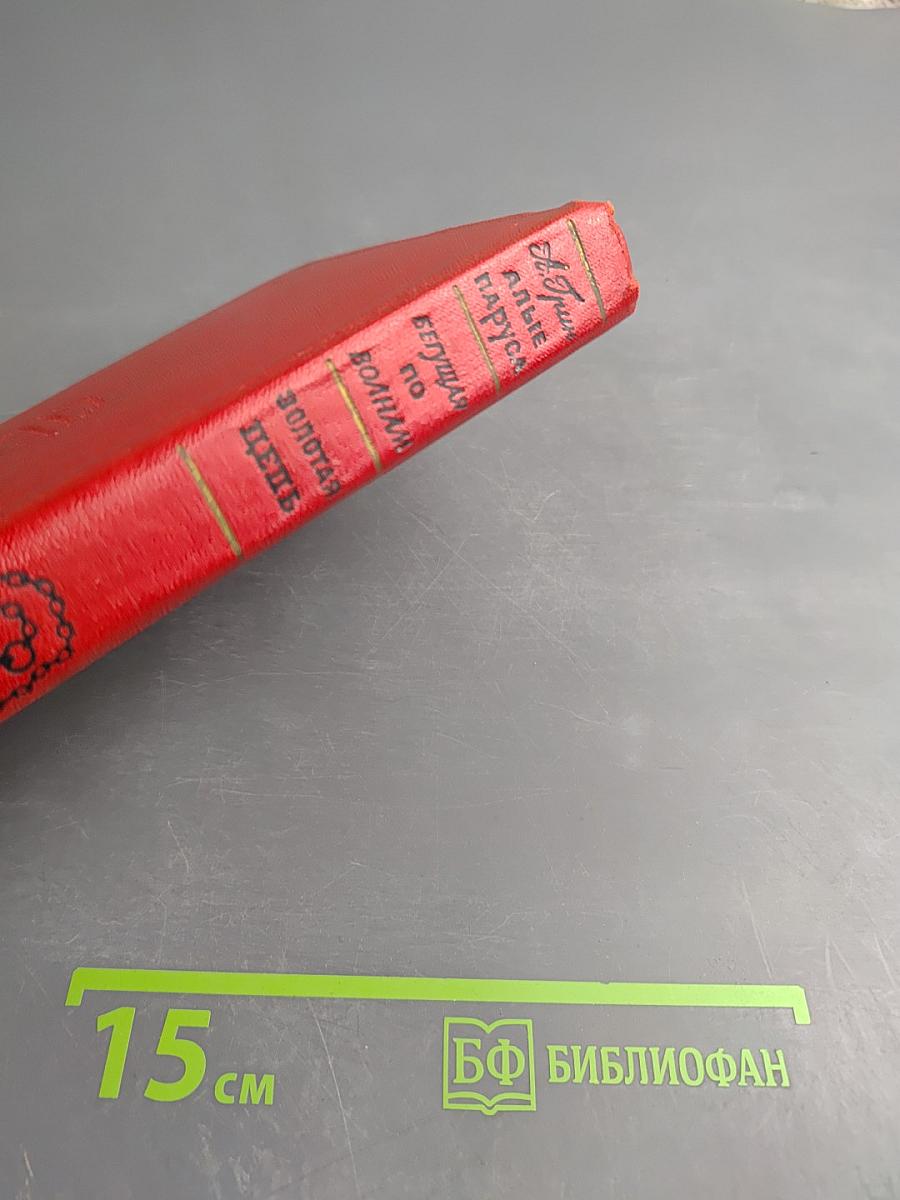 А. Грин
АЛЫЕ
ПАРУСА
БЕГУЩАЯ
ПО
ВОЛНАМ
ЗОЛОТАЯ
ЦЕПЬ
15 см
БФ БИБЛИОФАН